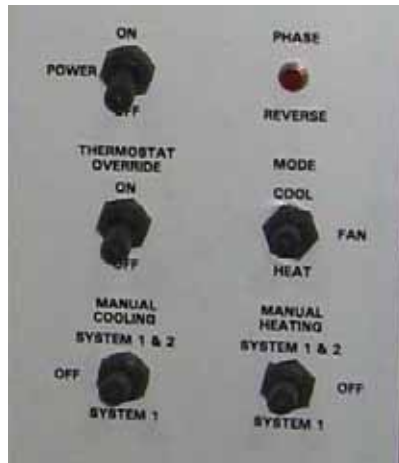 ON
POWER
OFF
PHASE
REVERSE
THERMOSTAT
OVERRIDE
ON
OFF
MODE
COOL
FAN
HEAT
MANUAL
COOLING
SYSTEM 1 & 2
OFF
SYSTEM 1
MANUAL
HEATING
SYSTEM 1 & 2
OFF
SYSTEM 1